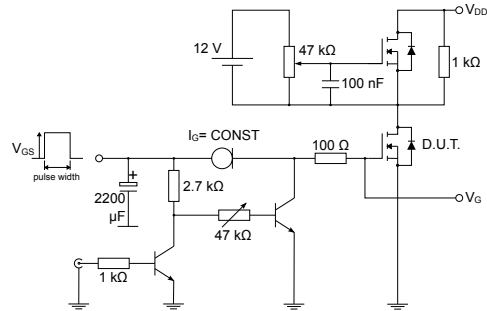 V_DD
12 V
47 kΩ
1 kΩ
100 nF
I_G= CONST
100 Ω
D.U.T.
V_GS
pulse width
+
2200
μF
2.7 kΩ
47 kΩ
V_G
1 kΩ